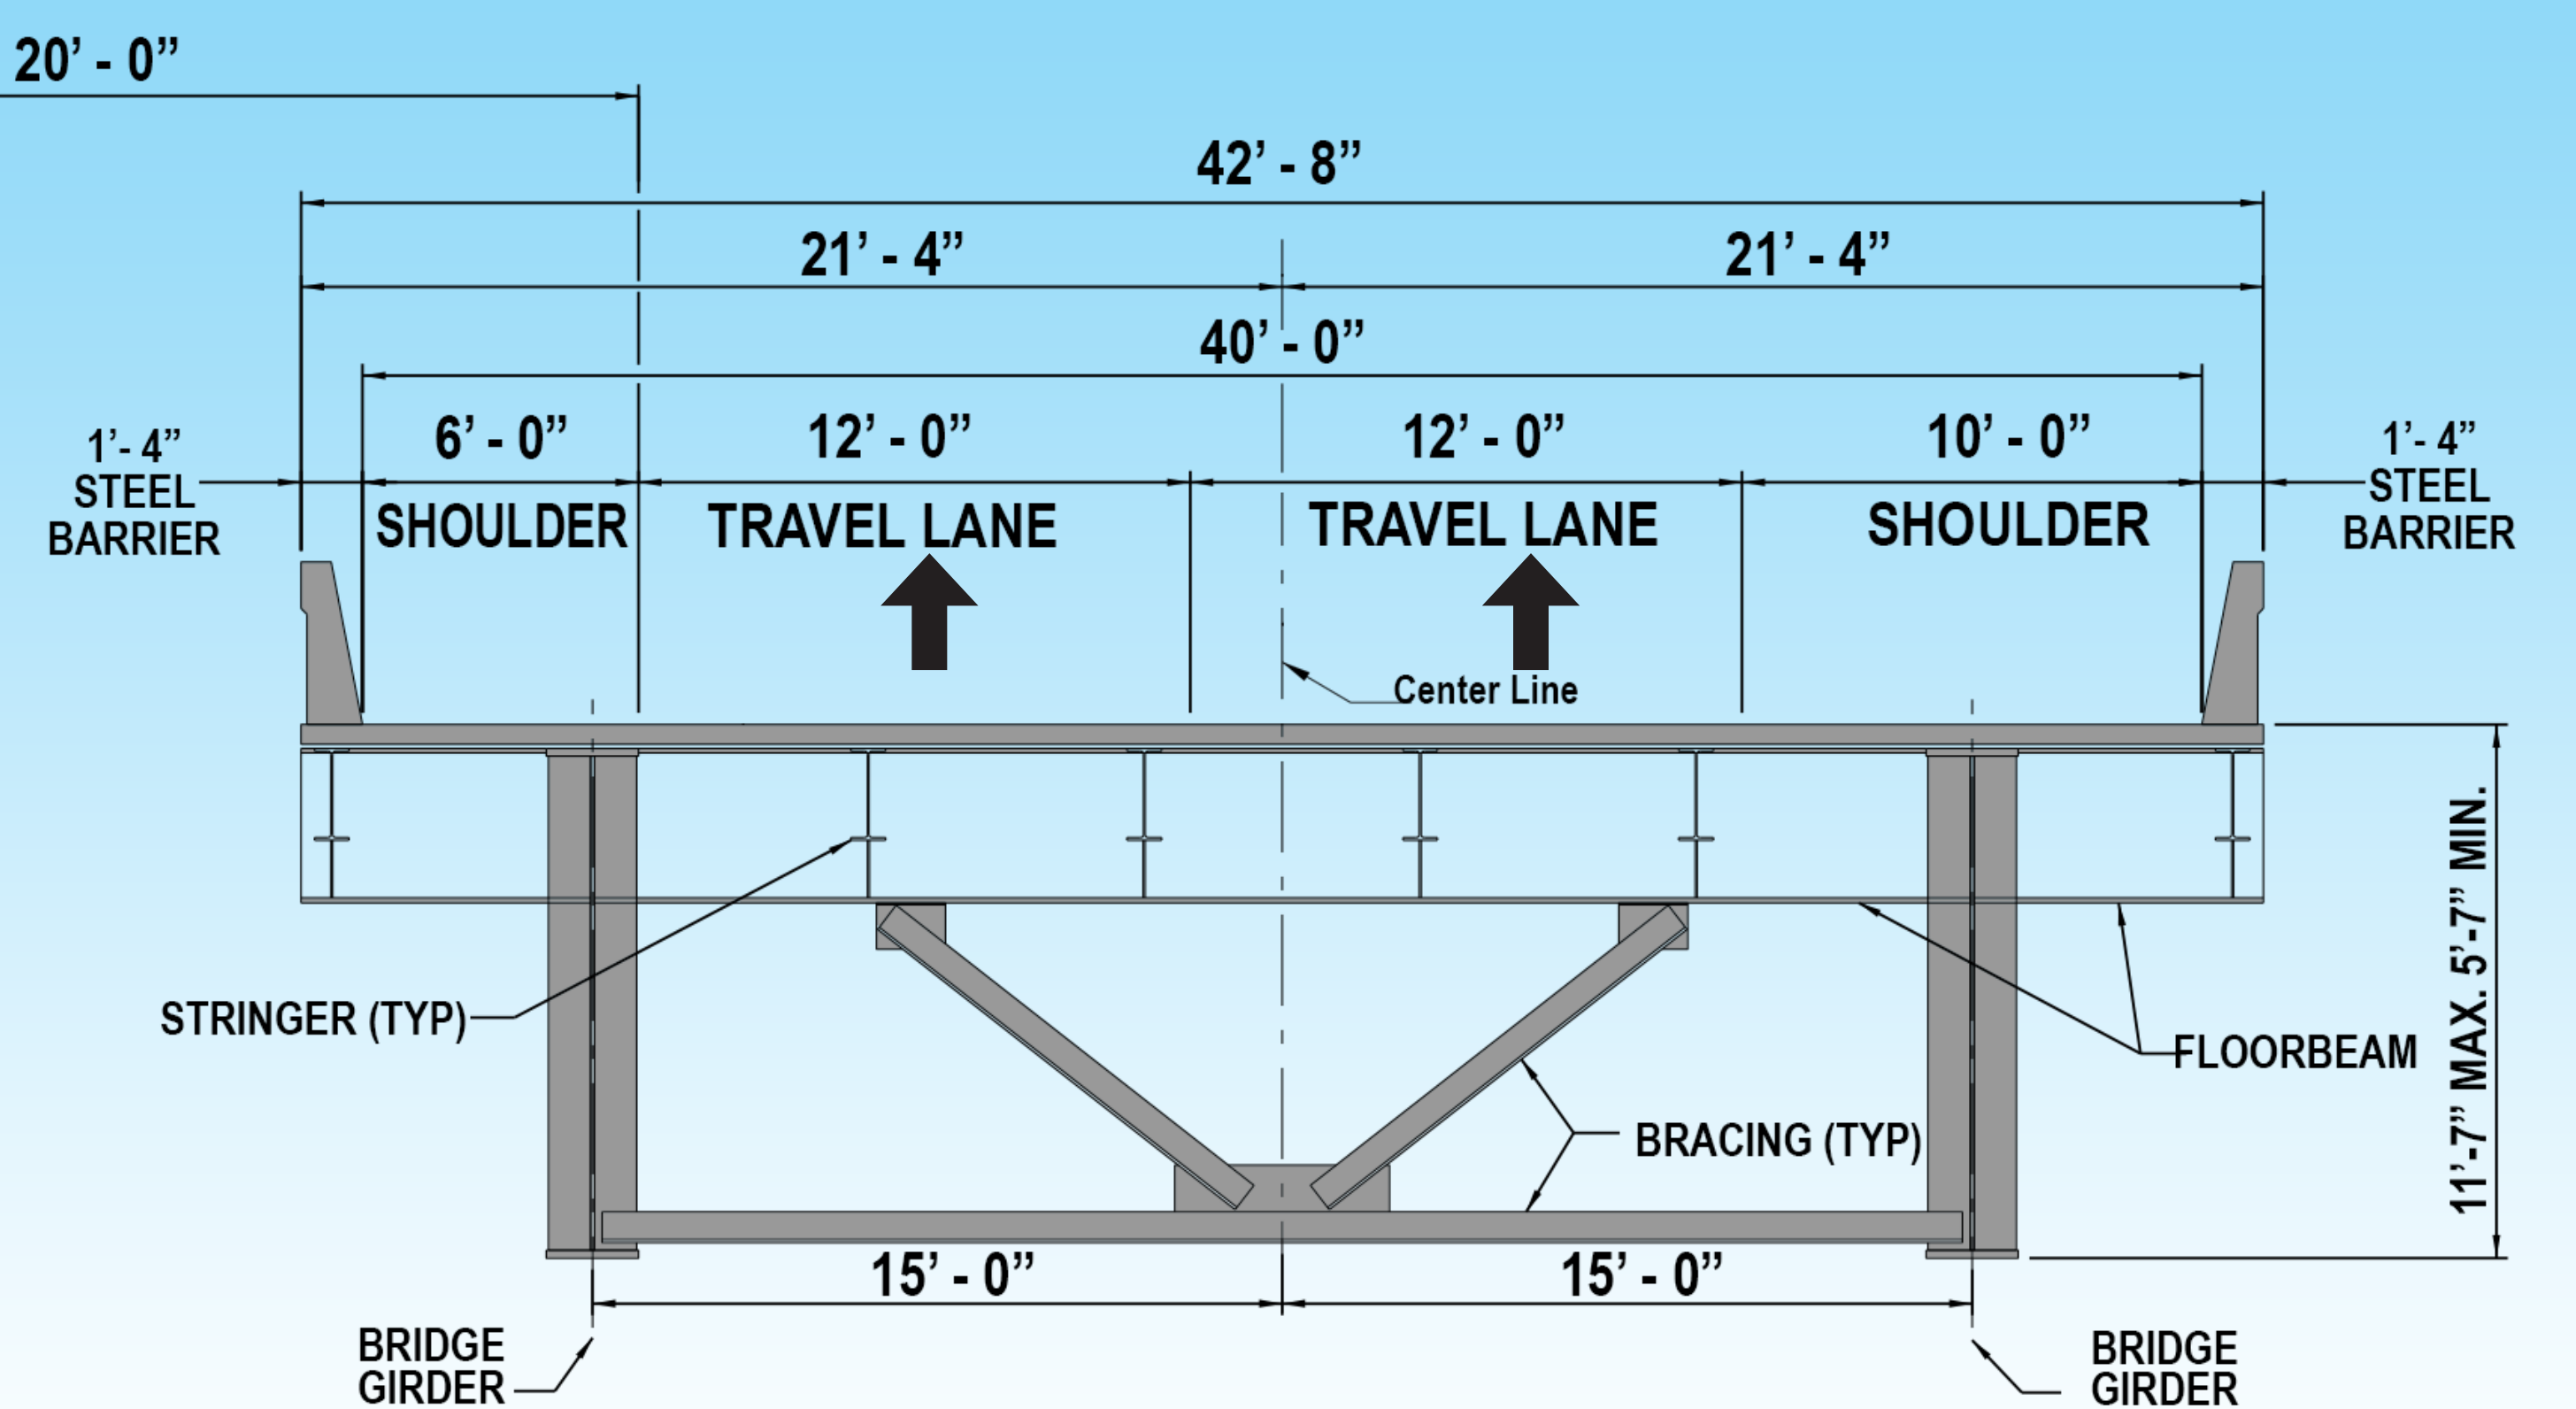 20’ - 0”
42’ - 8”
21’ - 4”
21’ - 4”
40’ - 0”
1’- 4”
STEEL
BARRIER
6’ - 0”
SHOULDER
12’ - 0”
TRAVEL LANE
12’ - 0”
TRAVEL LANE
10’ - 0”
SHOULDER
1’- 4”
STEEL
BARRIER
Center Line
STRINGER (TYP)
FLOORBEAM
BRACING (TYP)
11’-7” MAX. 5’-7” MIN.
15’ - 0”
15’ - 0”
BRIDGE
GIRDER
BRIDGE
GIRDER